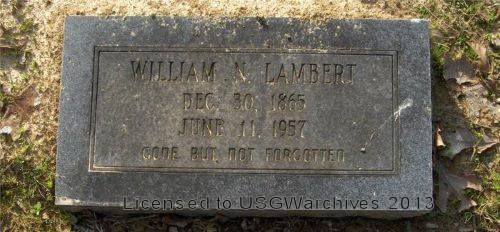 WILLIAM N. LAMBERT
DEC. 30, 1865
JUNE 11, 1957
GONE BUT NOT FORGOTTEN
Licensed to USGWarchives 2013